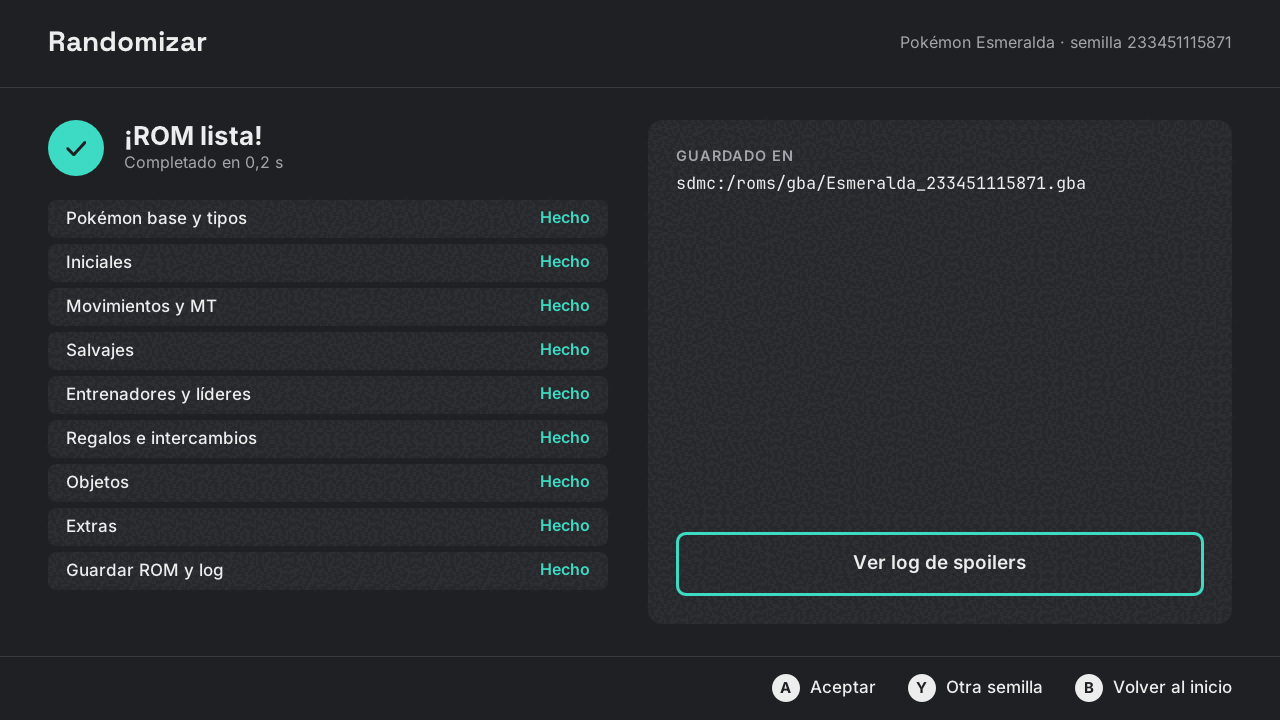 Randomizar
Pokémon Esmeralda · semilla 233451115871
¡ROM lista!
Completado en 0,2 s
Pokémon base y tipos Hecho
Iniciales Hecho
Movimientos y MT Hecho
Salvajes Hecho
Entrenadores y líderes Hecho
Regalos e intercambios Hecho
Objetos Hecho
Extras Hecho
Guardar ROM y log Hecho
GUARDADO EN
sdmc:/roms/gba/Esmeralda_233451115871.gba
Ver log de spoilers
A Aceptar Y Otra semilla B Volver al inicio